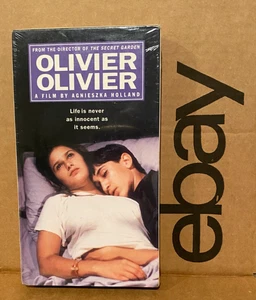 FROM THE DIRECTOR OF THE SECRET GARDEN
OLIVIER
OLIVIER
A FILM BY AGNIESZKA HOLLAND
Life is never
as innocent as
it seems.
ebay